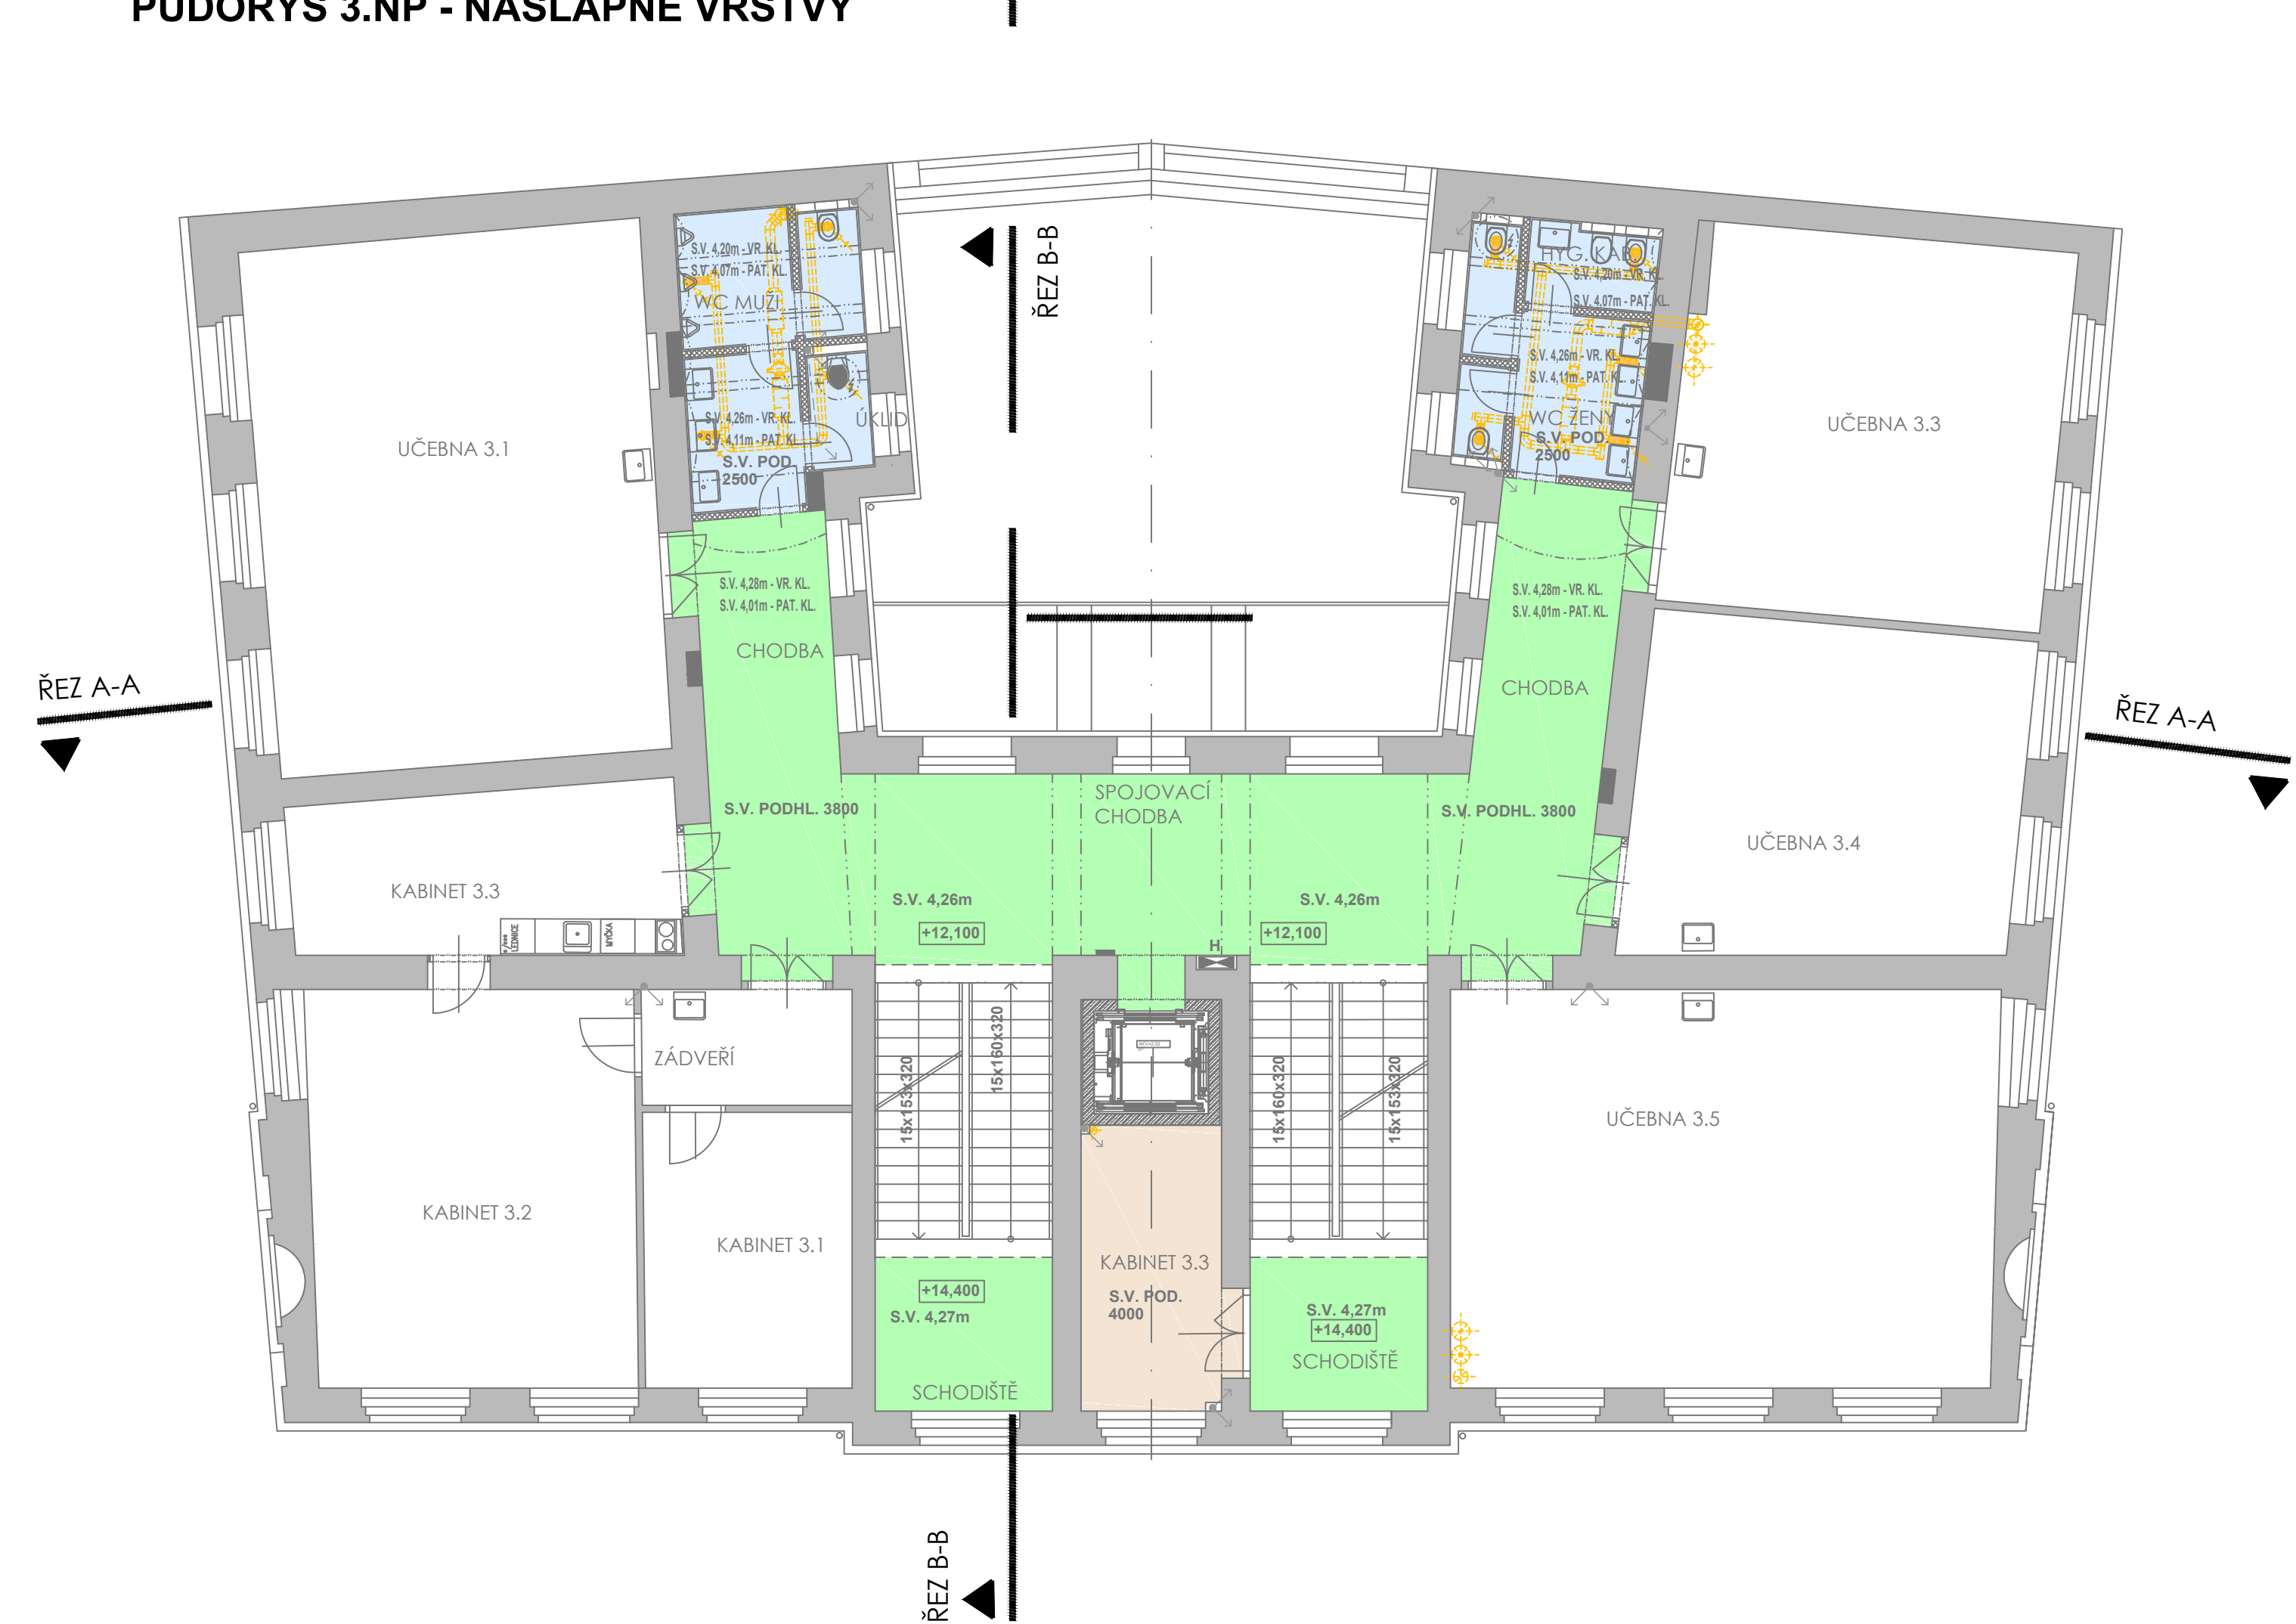 PŮDORYS 3.NP - NÁŠLAPNÉ VRSTVY
ŘEZ B-B
S.V. 4,20m - VR. KL.
S.V. 4,07m - PAT. KL.
WC MUŽI
S.V. 4,26m - VR. KL.
S.V. 4,11m - PAT. KL.
ÚKLID
S.V. POD.
2500
HYG. KAB.
S.V. 4,20m - VR. KL.
S.V. 4,07m - PAT. KL.
S.V. 4,26m - VR. KL.
S.V. 4,11m - PAT. KL.
WC ŽENY
S.V. POD.
2500
UČEBNA 3.1
UČEBNA 3.3
S.V. 4,28m - VR. KL.
S.V. 4,01m - PAT. KL.
CHODBA
S.V. 4,28m - VR. KL.
S.V. 4,01m - PAT. KL.
CHODBA
ŘEZ A-A
ŘEZ A-A
S.V. PODHL. 3800
SPOJOVACÍ
CHODBA
S.V. PODHL. 3800
UČEBNA 3.4
KABINET 3.3
LEDNICE
MYČKA
S.V. 4,26m
+12,100
S.V. 4,26m
+12,100
H
ZÁDVEŘÍ
15x153x320
15x160x320
15x160x320
15x153x320
UČEBNA 3.5
KABINET 3.2
KABINET 3.1
KABINET 3.3
S.V. POD.
4000
+14,400
S.V. 4,27m
SCHODIŠTĚ
S.V. 4,27m
+14,400
SCHODIŠTĚ
ŘEZ B-B